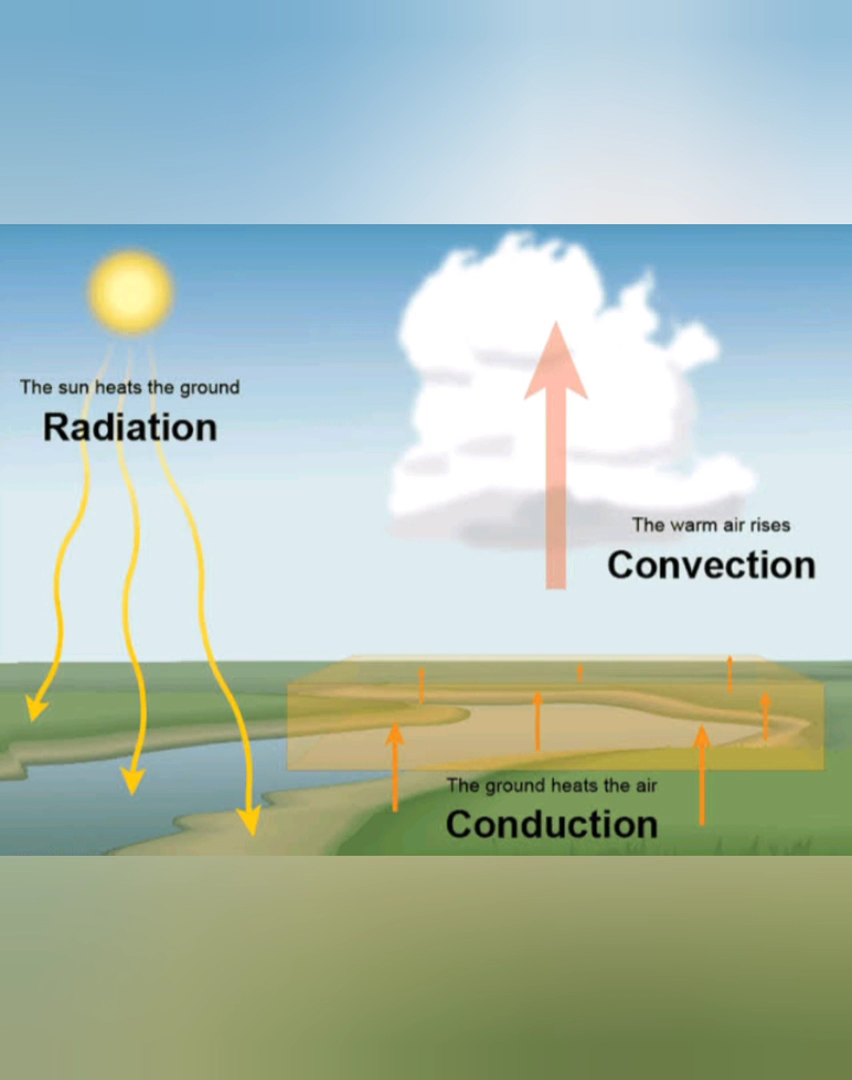 The sun heats the ground
Radiation
The warm air rises
Convection
The ground heats the air
Conduction